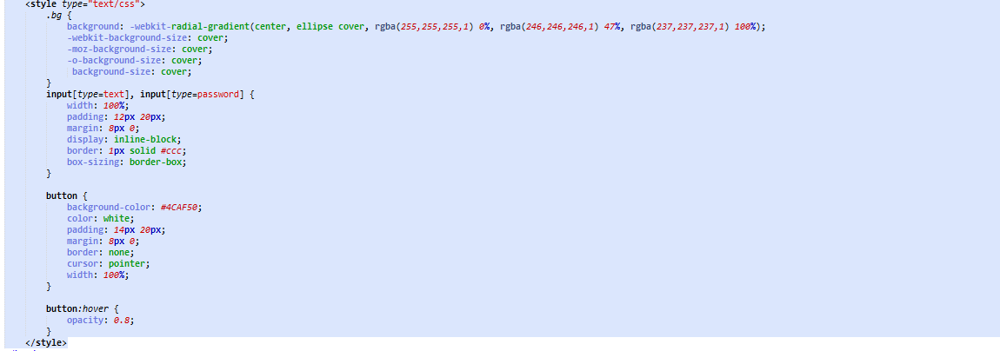 <style type="text/css">
.bg {
background: -webkit-radial-gradient(center, ellipse cover, rgba(255,255,255,1) 0%, rgba(246,246,246,1) 47%, rgba(237,237,237,1) 100%);
-webkit-background-size: cover;
-moz-background-size: cover;
-o-background-size: cover;
background-size: cover;
}
input[type=text], input[type=password] {
width: 100%;
padding: 12px 20px;
margin: 8px 0;
display: inline-block;
border: 1px solid #ccc;
box-sizing: border-box;
}
button {
background-color: #4CAF50;
color: white;
padding: 14px 20px;
margin: 8px 0;
border: none;
cursor: pointer;
width: 100%;
}
button:hover {
opacity: 0.8;
}
</style>